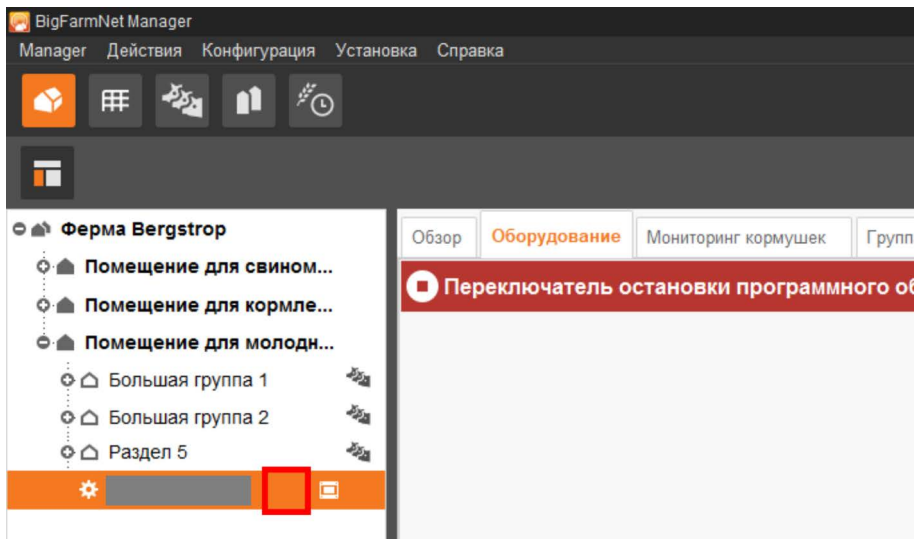 BigFarmNet Manager
Manager Действия Конфигурация Установка Справка
Ферма Bergstrop
Помещение для свином...
Помещение для кормле...
Помещение для молодн...
Большая группа 1
Большая группа 2
Раздел 5
Обзор Оборудование Мониторинг кормушек Групп
Переключатель остановки программного об